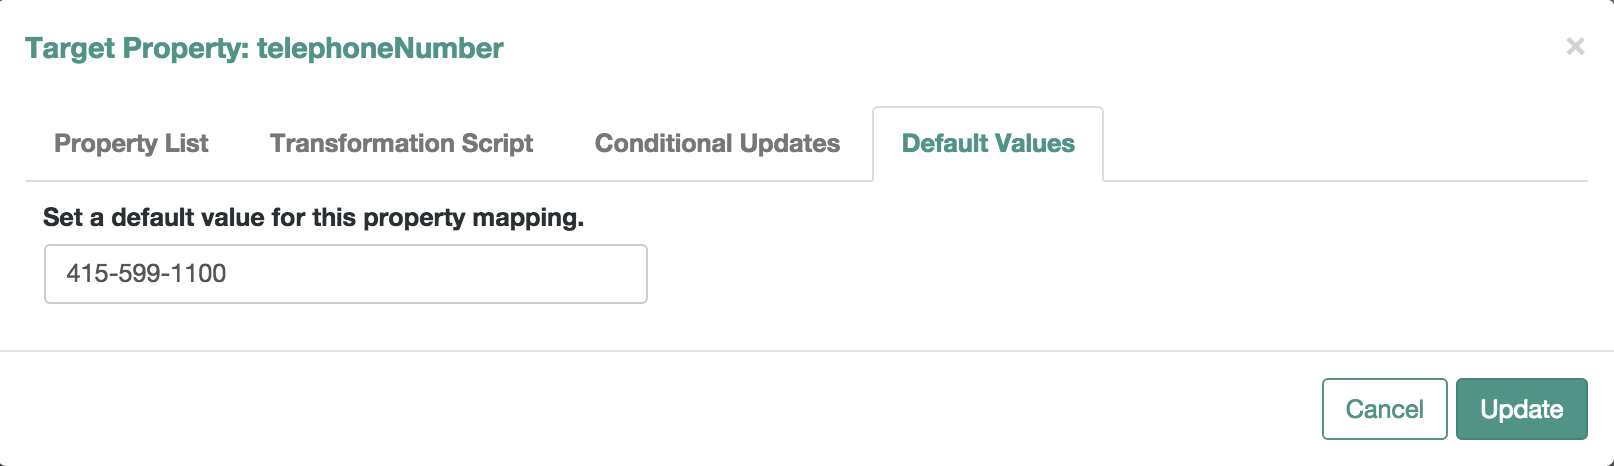 Target Property: telephoneNumber
×
Property List Transformation Script Conditional Updates Default Values
Set a default value for this property mapping.
415-599-1100
Cancel Update